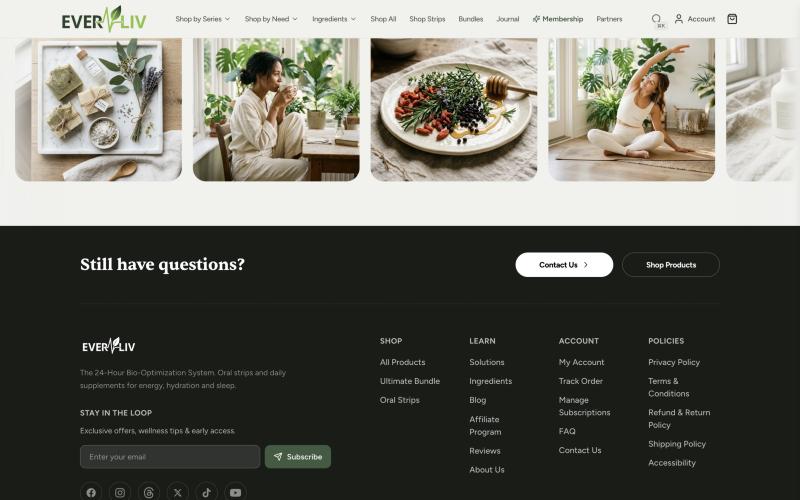 EVER LIV
Shop by Series
Shop by Need
Ingredients
Shop All
Shop Strips
Bundles
Journal
Membership
Partners
⌘K
Account
Still have questions?
Contact Us
Shop Products
EVER LIV
The 24-Hour Bio-Optimization System. Oral strips and daily
supplements for energy, hydration and sleep.
STAY IN THE LOOP
Exclusive offers, wellness tips & early access.
Enter your email
Subscribe
SHOP
All Products
Ultimate Bundle
Oral Strips
LEARN
Solutions
Ingredients
Blog
Affiliate
Program
Reviews
About Us
ACCOUNT
My Account
Track Order
Manage
Subscriptions
FAQ
Contact Us
POLICIES
Privacy Policy
Terms &
Conditions
Refund & Return
Policy
Shipping Policy
Accessibility